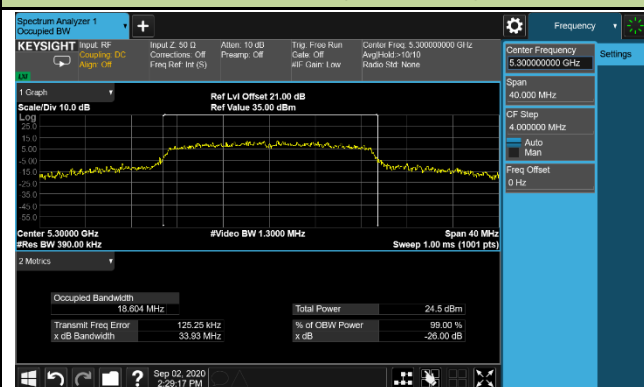 Spectrum Analyzer 1
Occupied BW
Frequency
KEYSIGHT
Input: RF
Coupling: DC
Align: Off
Input Z: 50 Ω
Corrections: Off
Freq Ref: Int (S)
Atten: 10 dB
Preamp: Off
Trig: Free Run
Gate: Off
#IF Gain: Low
Center Freq: 5.300000000 GHz
Avg|Hold:>10/10
Radio Std: None
Center Frequency
5.300000000 GHz
Settings
Span
40.000 MHz
CF Step
4.000000 MHz
Auto
Man
Freq Offset
0 Hz
1 Graph
Scale/Div 10.0 dB
Ref Lvl Offset 21.00 dB
Ref Value 35.00 dBm
Log
25.0
15.0
5.00
-5.00
-15.0
-25.0
-35.0
-45.0
-55.0
Center 5.30000 GHz
#Res BW 390.00 kHz
#Video BW 1.3000 MHz
Span 40 MHz
Sweep 1.00 ms (1001 pts)
2 Metrics
Occupied Bandwidth
18.604 MHz
Total Power 24.5 dBm
Transmit Freq Error 125.25 kHz
% of OBW Power 99.00 %
x dB Bandwidth 33.93 MHz
x dB -26.00 dB
?
Sep 02, 2020
2:29:17 PM